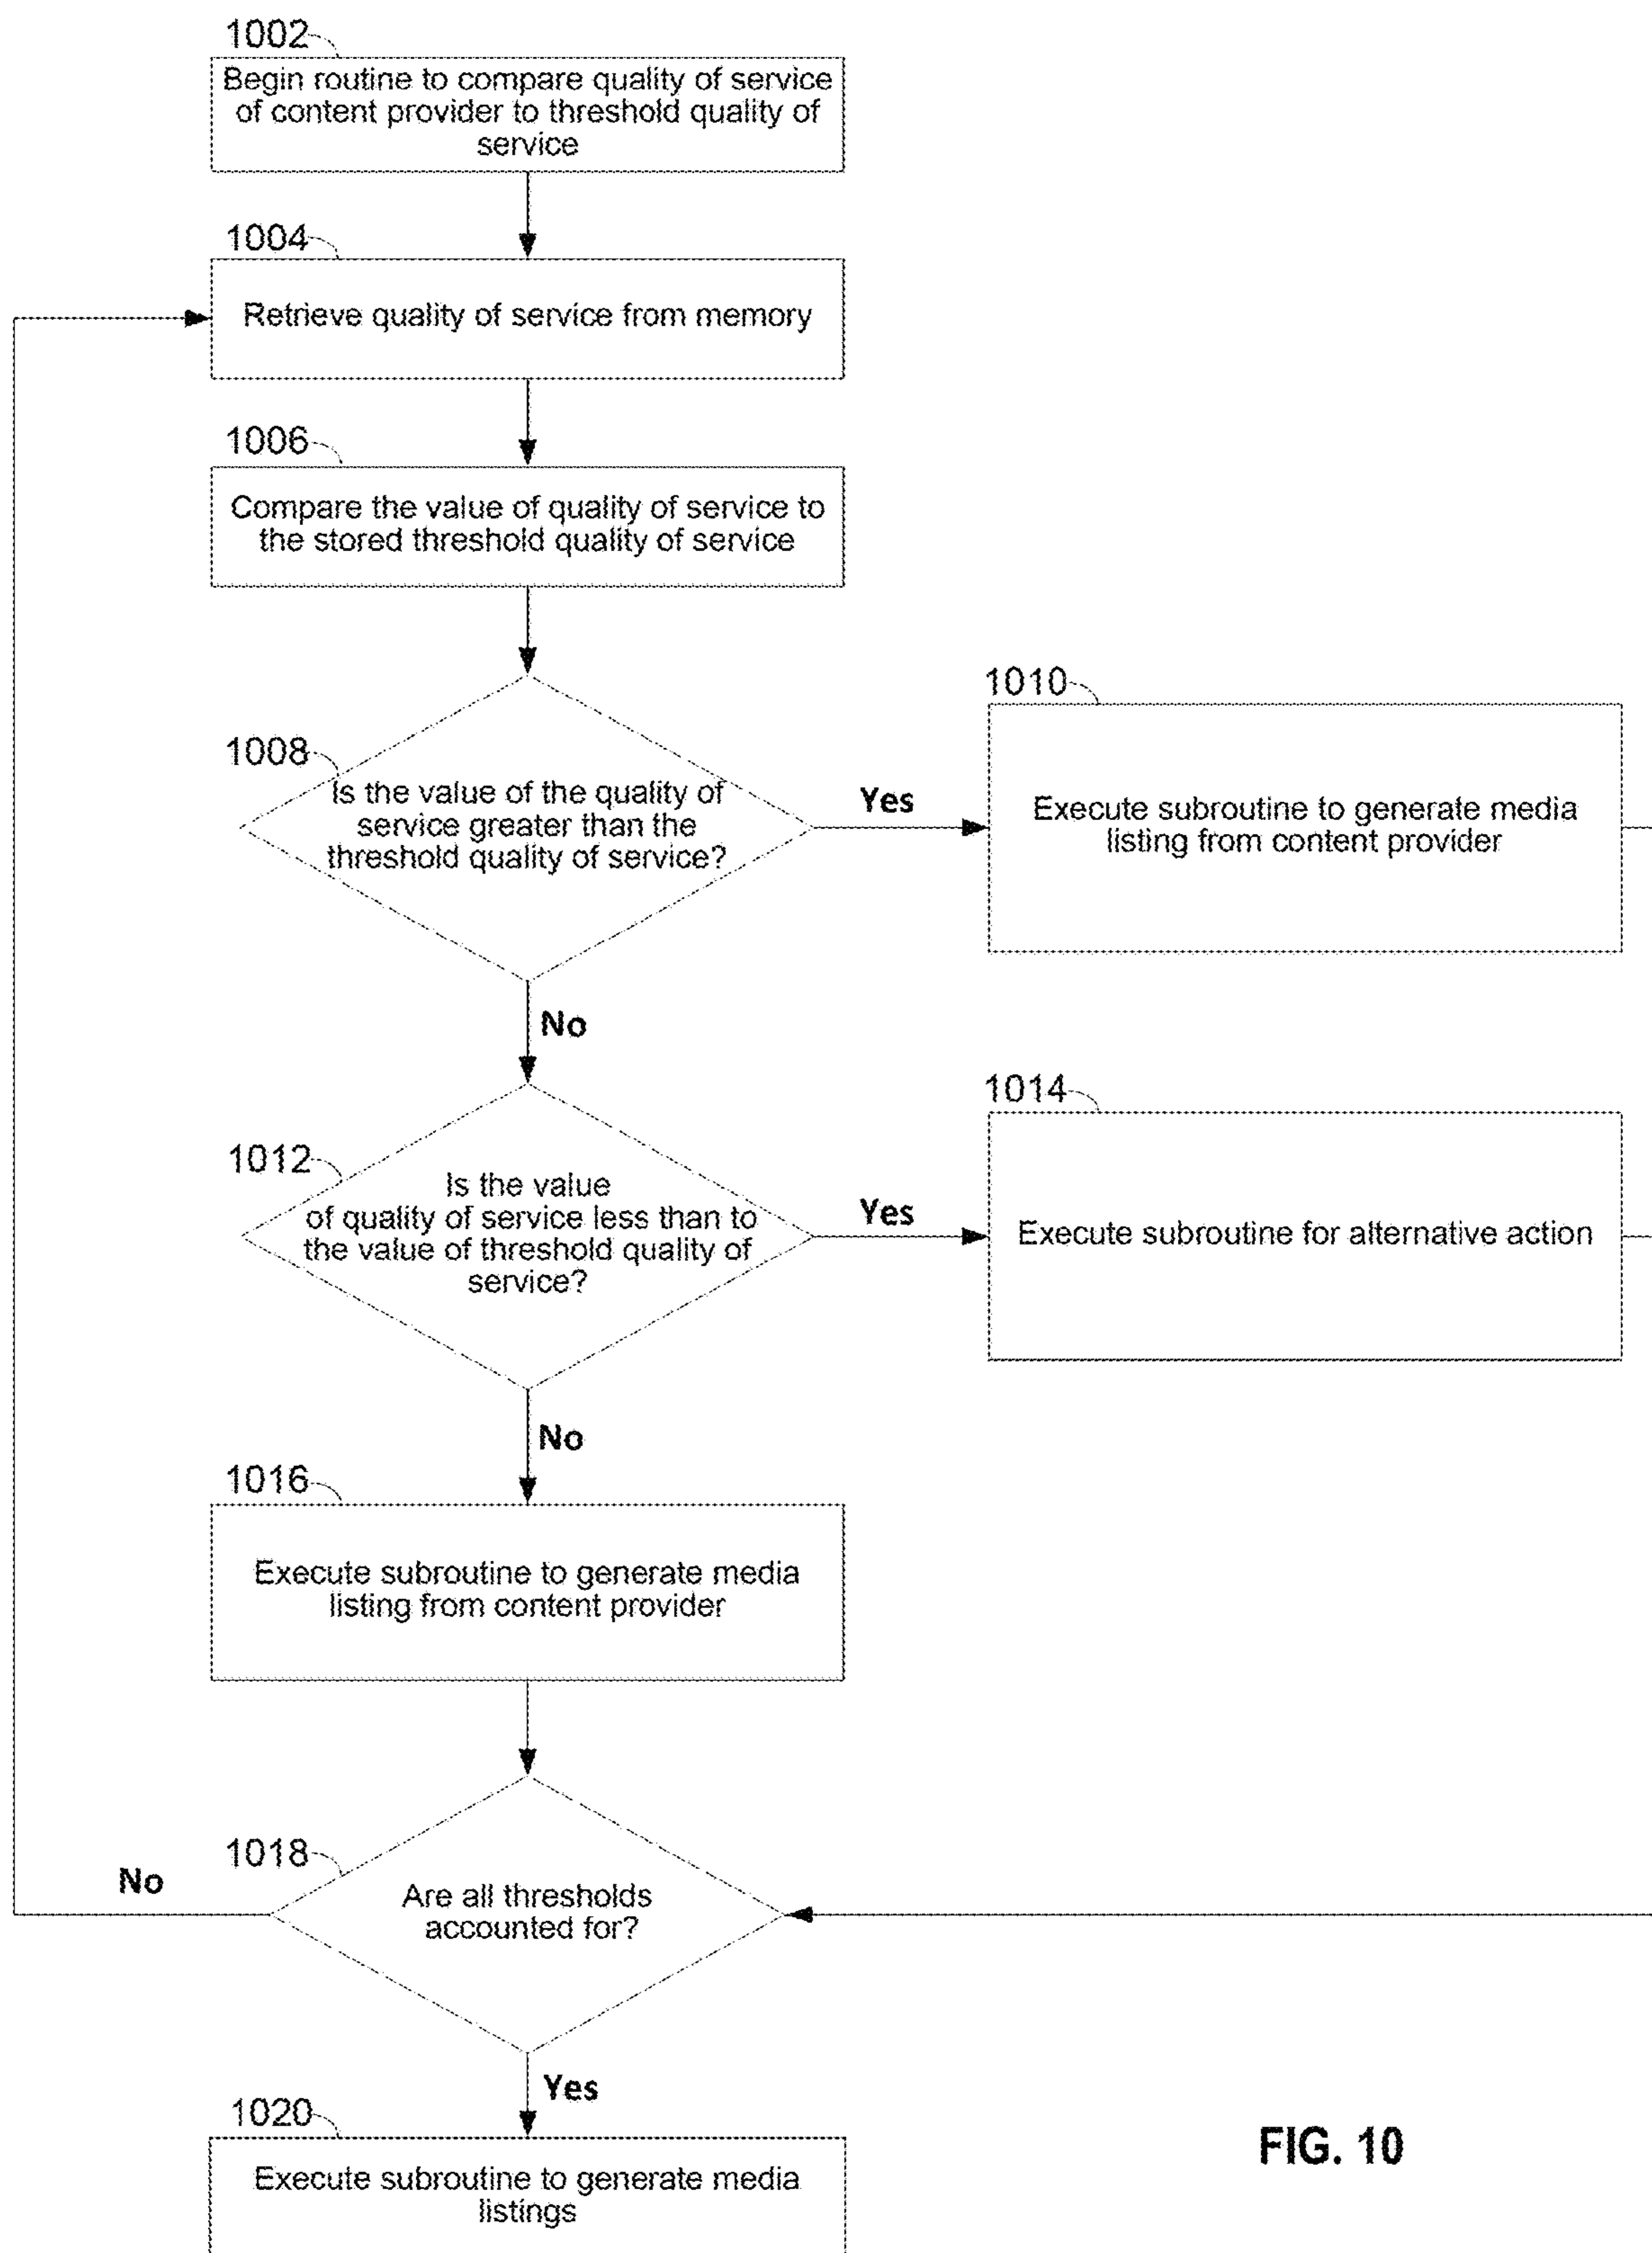 1002
Begin routine to compare quality of service
of content provider to threshold quality of
service
1004
Retrieve quality of service from memory
1006
Compare the value of quality of service to
the stored threshold quality of service
1008
Is the value of the quality of
service greater than the
threshold quality of service?
Yes
1010
Execute subroutine to generate media
listing from content provider
No
1012
Is the value
of quality of service less than to
the value of threshold quality of
service?
Yes
1014
Execute subroutine for alternative action
No
1016
Execute subroutine to generate media
listing from content provider
1018
Are all thresholds
accounted for?
No
Yes
1020
Execute subroutine to generate media
listings
FIG. 10